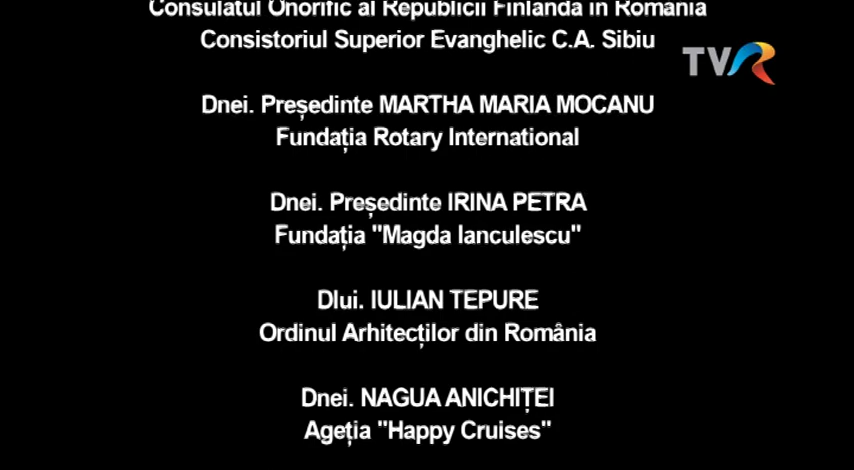 Consulatul Onorific al Republicii Finlanda în România
Consistoriul Superior Evanghelic C.A. Sibiu
TVR
Dnei. Președinte MARTHA MARIA MOCANU
Fundația Rotary International
Dnei. Președinte IRINA PETRA
Fundația "Magda Ianculescu"
Dlui. IULIAN TEPURE
Ordinul Arhitecților din România
Dnei. NAGUA ANICHIȚEI
Ageția "Happy Cruises"